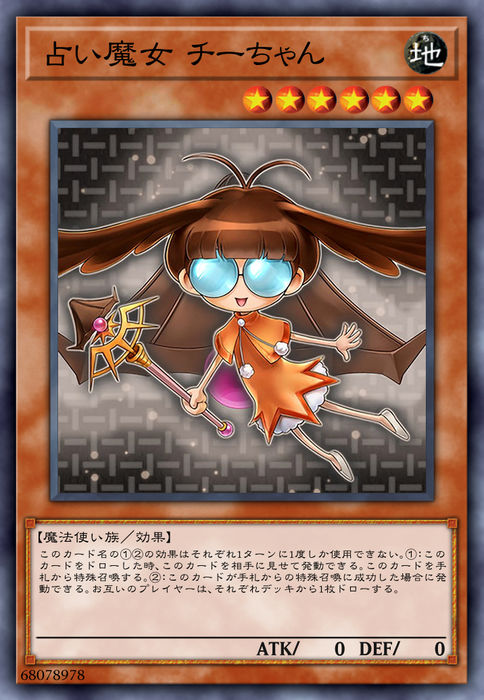 占い魔女 チーちゃん
ち
地
【魔法使い族／効果】
このカード名の①②の効果はそれぞれ1ターンに1度しか使用できない。①：この
カードをドローした時、このカードを相手に見せて発動できる。このカードを手
札から特殊召喚する。②：このカードが手札からの特殊召喚に成功した場合に発
動できる。お互いのプレイヤーは、それぞれデッキから1枚ドローする。
ATK/ 0 DEF/ 0
68078978